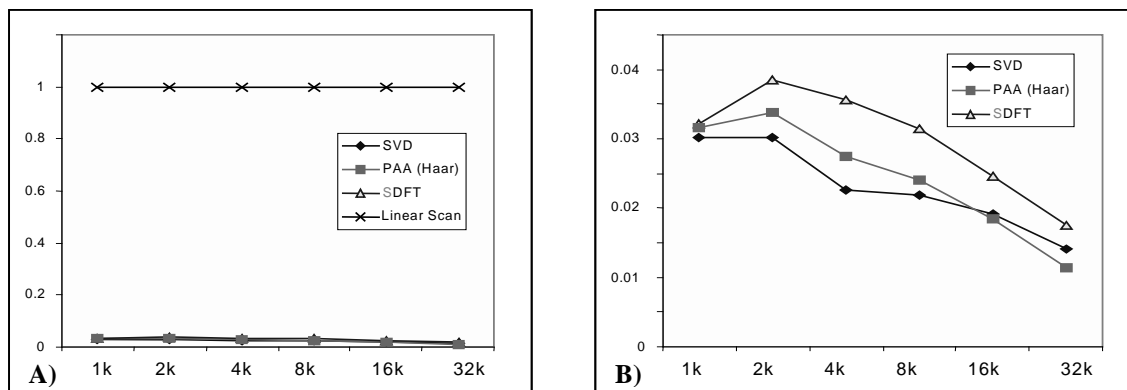 1
0.8
0.6
0.4
0.2
0
SVD
PAA (Haar)
SDFT
Linear Scan
1k 2k 4k 8k 16k 32k
A)
0.04
0.03
0.02
0.01
0
SVD
PAA (Haar)
SDFT
1k 2k 4k 8k 16k 32k
B)